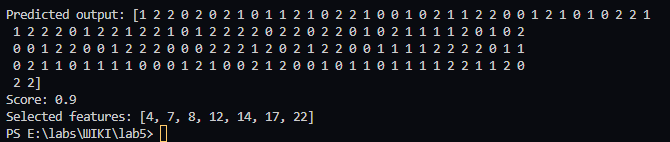 Predicted output: [1 2 2 0 2 0 2 1 0 1 1 2 1 0 2 2 1 0 0 1 0 2 1 1 2 2 0 0 1 2 1 0 1 0 2 2 1
1 2 2 2 0 1 2 2 1 2 2 1 0 1 2 2 2 2 0 2 2 0 2 2 0 1 0 2 1 1 1 1 2 0 1 0 2
0 0 1 2 2 0 0 1 2 2 0 0 0 2 2 2 1 1 2 0 2 1 2 2 0 0 1 1 1 1 2 2 2 2 0 1 1
0 2 1 1 0 1 1 1 1 0 0 0 1 2 1 0 0 2 1 2 0 0 1 0 1 1 0 1 1 1 1 2 2 1 1 2 0
2 2]
Score: 0.9
Selected features: [4, 7, 8, 12, 14, 17, 22]
PS E:\labs\WIKI\lab5>